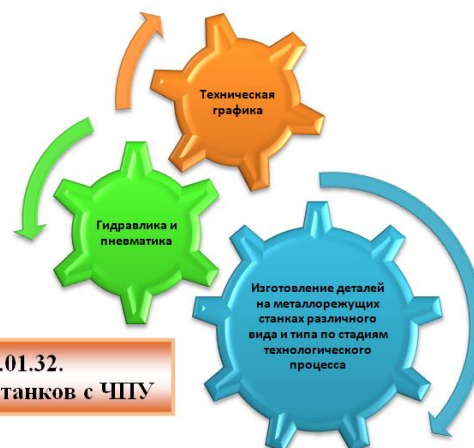 Техническая
графика
Гидравлика и
пневматика
Изготовление деталей
на металлорежущих
станках различного
вида и типа по стадиям
технологического
процесса
.01.32.
танков с ЧПУ